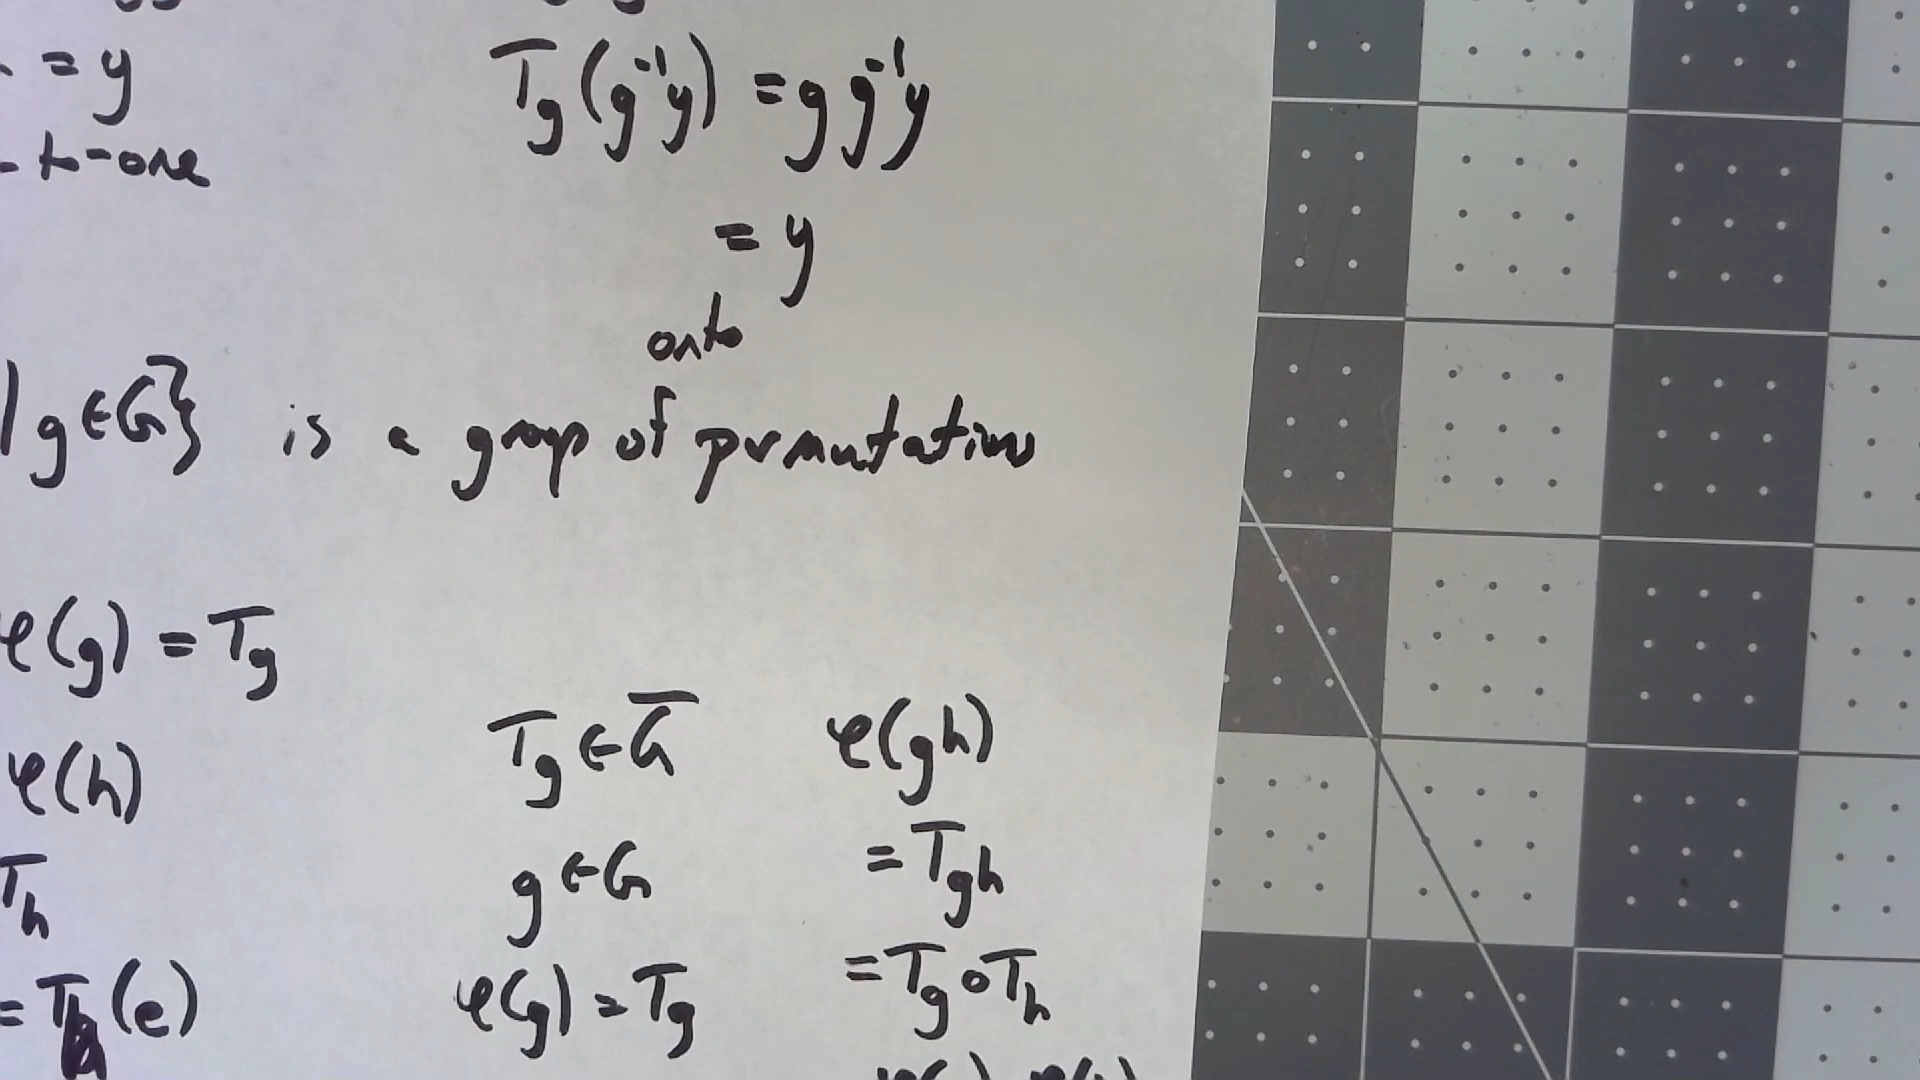 = y
T_g(g⁻¹y) = gg⁻¹y
-to-one
= y
onto
| g ∈ G} is a group of permutations
φ(g) = T_g
T_g ∈ G̅
φ(gh)
φ(h)
g ∈ G
= T_gh
T_h
= T_g ∘ T_h
= T_h(e)
φ(g) = T_g